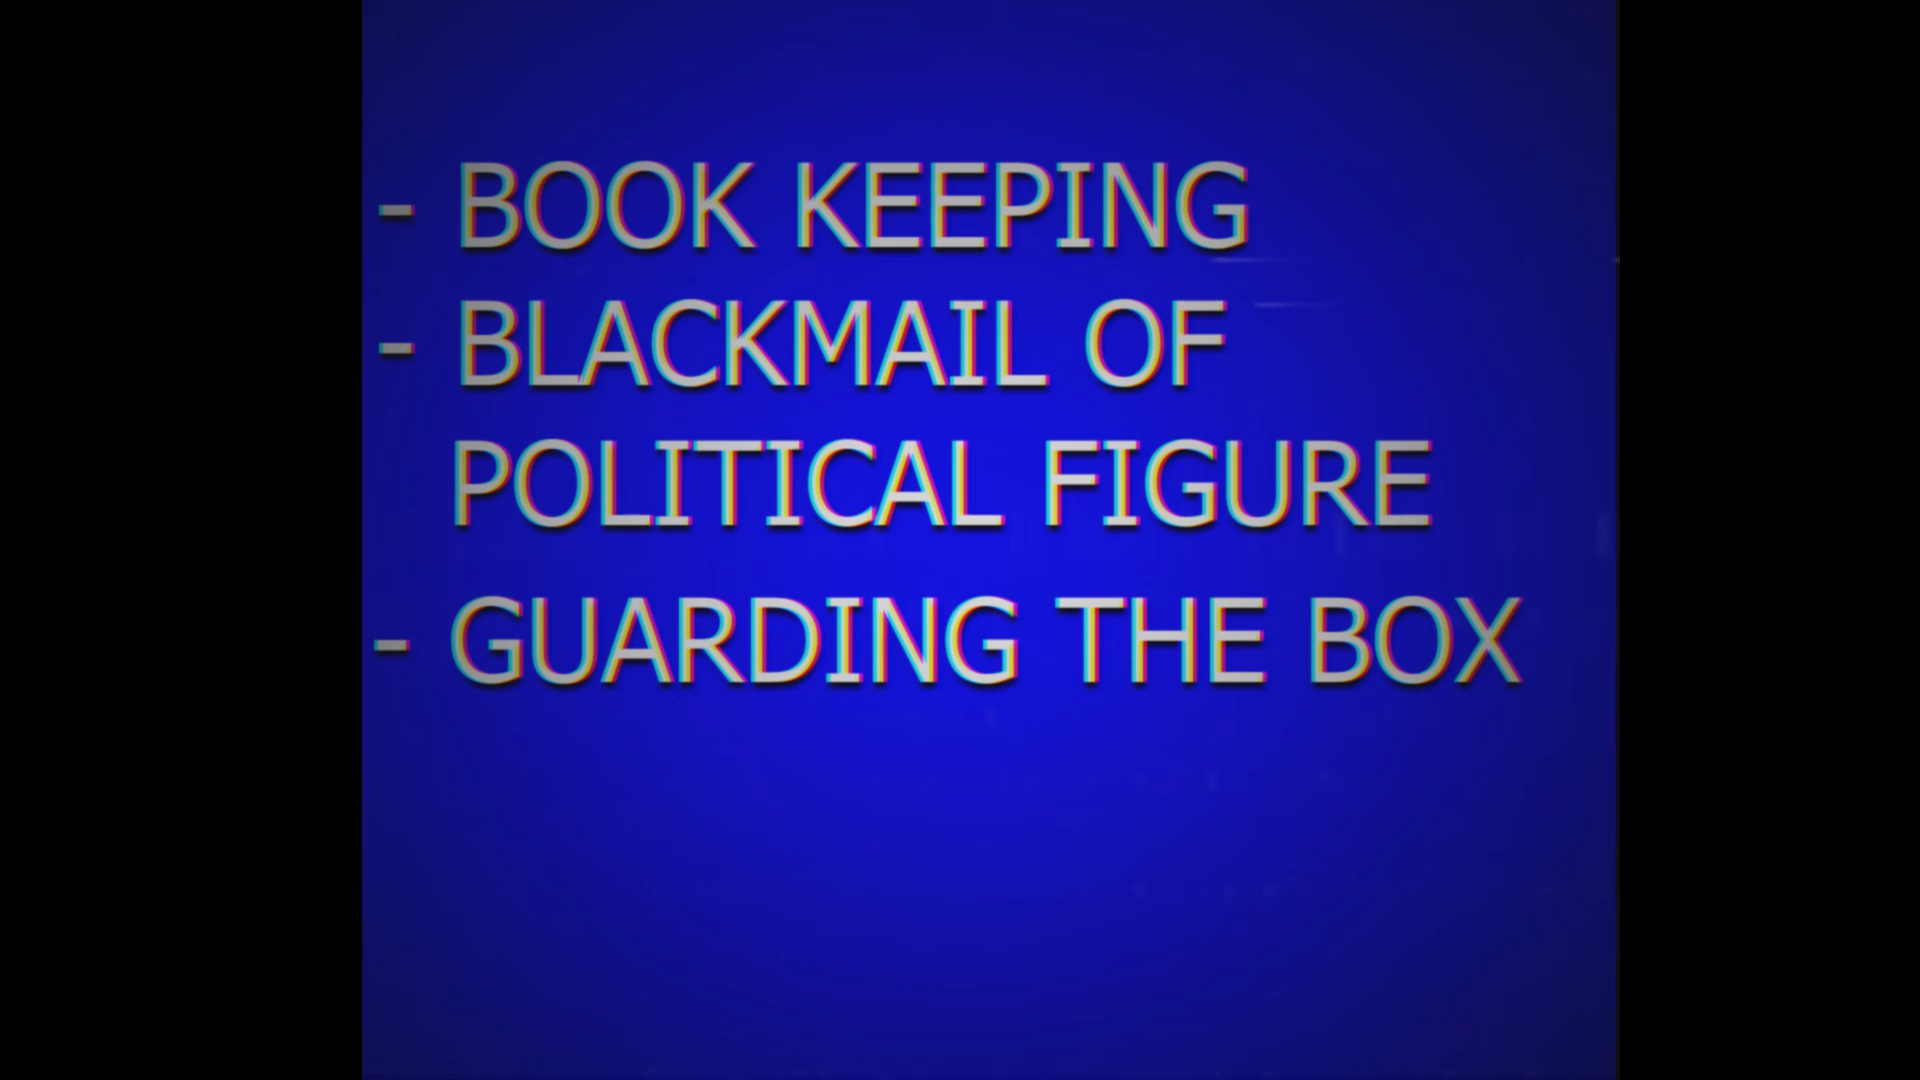 - BOOK KEEPING
- BLACKMAIL OF
POLITICAL FIGURE
- GUARDING THE BOX